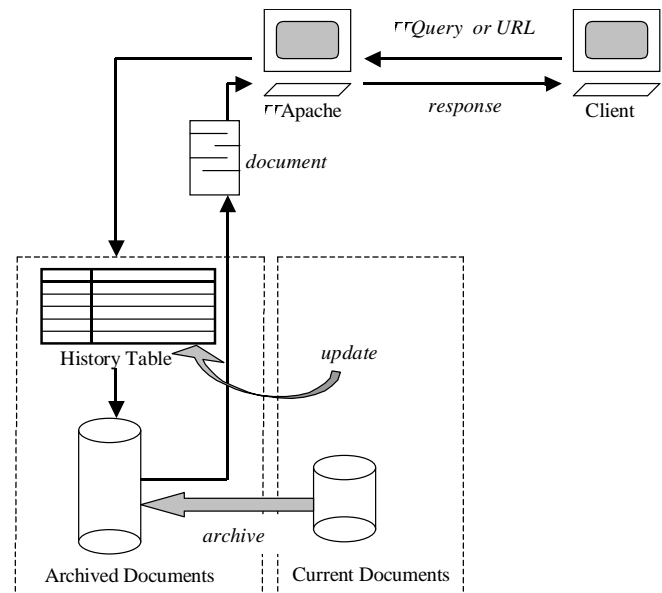 ┏┏Query or URL
┏┏Apache
response
Client
document
History Table
update
archive
Archived Documents
Current Documents